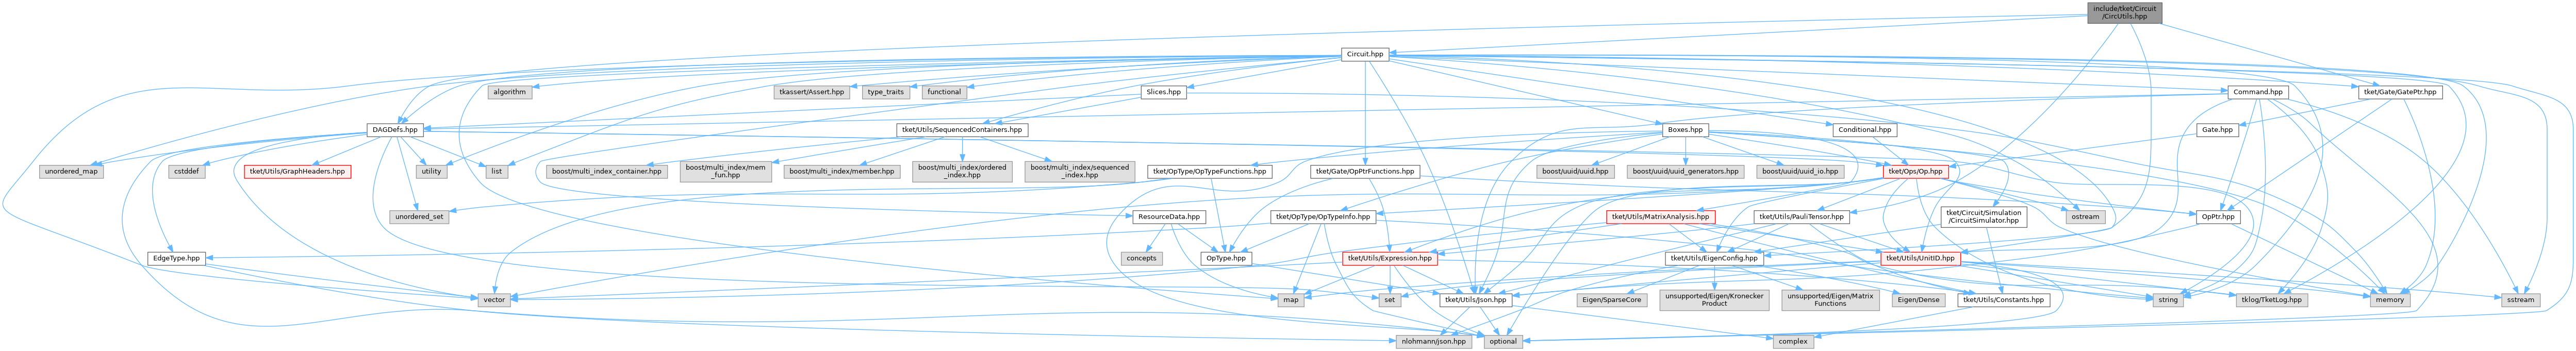 include/tket/Circuit
/CircUtils.hpp
Circuit.hpp
algorithm
tkassert/Assert.hpp
type_traits
functional
Slices.hpp
Command.hpp
tket/Gate/GatePtr.hpp
DAGDefs.hpp
tket/Utils/SequencedContainers.hpp
Boxes.hpp
Conditional.hpp
Gate.hpp
unordered_map
cstddef
tket/Utils/GraphHeaders.hpp
utility
list
boost/multi_index_container.hpp
boost/multi_index/mem
_fun.hpp
boost/multi_index/member.hpp
boost/multi_index/ordered
_index.hpp
boost/multi_index/sequenced
_index.hpp
tket/OpType/OpTypeFunctions.hpp
tket/Gate/OpPtrFunctions.hpp
boost/uuid/uuid.hpp
boost/uuid/uuid_generators.hpp
boost/uuid/uuid_io.hpp
tket/Ops/Op.hpp
unordered_set
ResourceData.hpp
tket/OpType/OpTypeInfo.hpp
tket/Utils/MatrixAnalysis.hpp
tket/Utils/PauliTensor.hpp
tket/Circuit/Simulation
/CircuitSimulator.hpp
ostream
OpPtr.hpp
EdgeType.hpp
concepts
OpType.hpp
tket/Utils/Expression.hpp
tket/Utils/EigenConfig.hpp
tket/Utils/UnitID.hpp
vector
map
set
tket/Utils/Json.hpp
Eigen/SparseCore
unsupported/Eigen/Kronecker
Product
unsupported/Eigen/Matrix
Functions
Eigen/Dense
tket/Utils/Constants.hpp
string
tklog/TketLog.hpp
memory
sstream
nlohmann/json.hpp
optional
complex